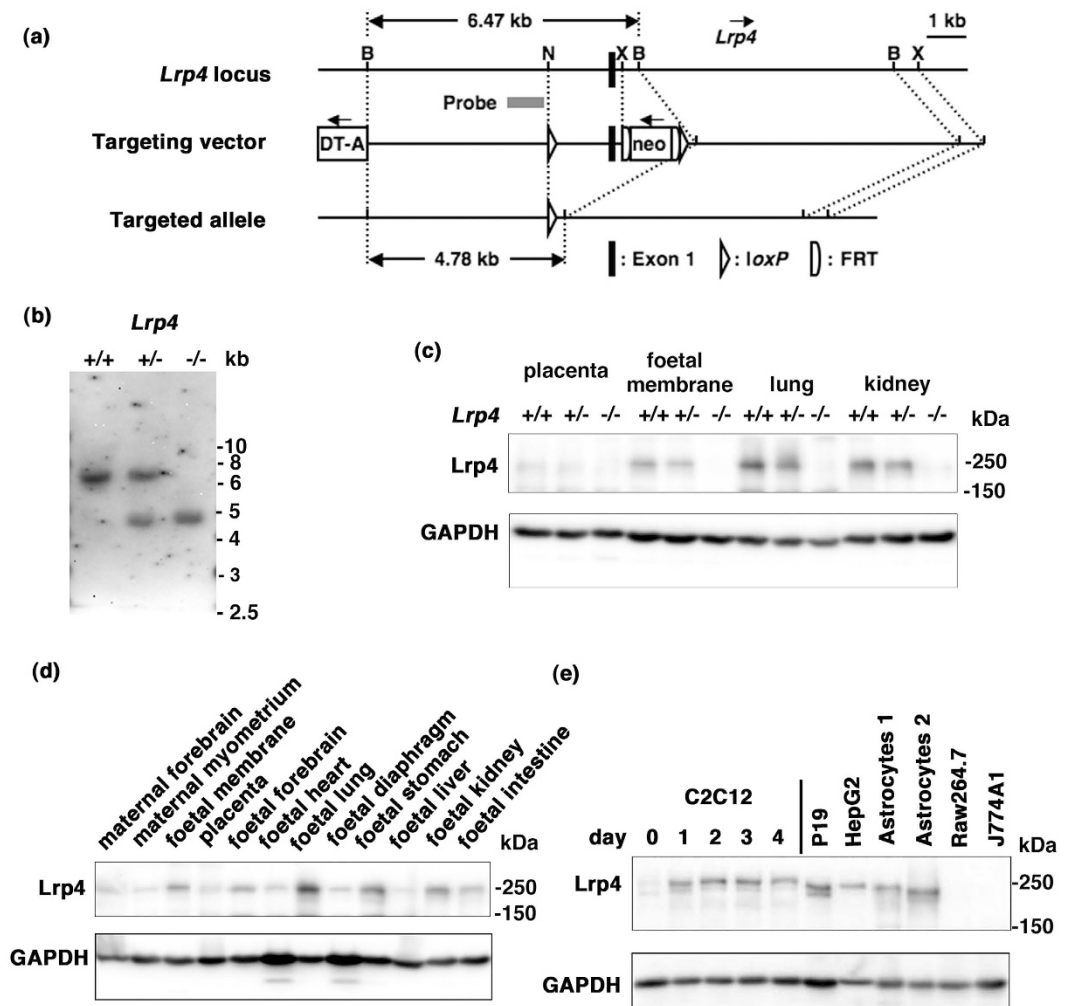 (a)
6.47 kb
Lrp4
1 kb
B N X B B X
Lrp4 locus
Probe
Targeting vector
DT-A
neo
Targeted allele
4.78 kb
: Exon 1 : loxP : FRT
(b)
Lrp4
+/+ +/- -/- kb
-10
- 8
- 6
- 5
- 4
- 3
- 2.5
(c)
placenta foetal membrane lung kidney
Lrp4 +/+ +/- -/- +/+ +/- -/- +/+ +/- -/- +/+ +/- -/- kDa
Lrp4
-250
-150
GAPDH
(d)
maternal forebrain
maternal myometrium
foetal membrane
placenta
foetal forebrain
foetal heart
foetal lung
foetal diaphragm
foetal stomach
foetal liver
foetal kidney
foetal intestine
kDa
Lrp4
-250
-150
GAPDH
(e)
C2C12
day 0 1 2 3 4
P19
HepG2
Astrocytes 1
Astrocytes 2
Raw264.7
J774A1
kDa
Lrp4
-250
-150
GAPDH